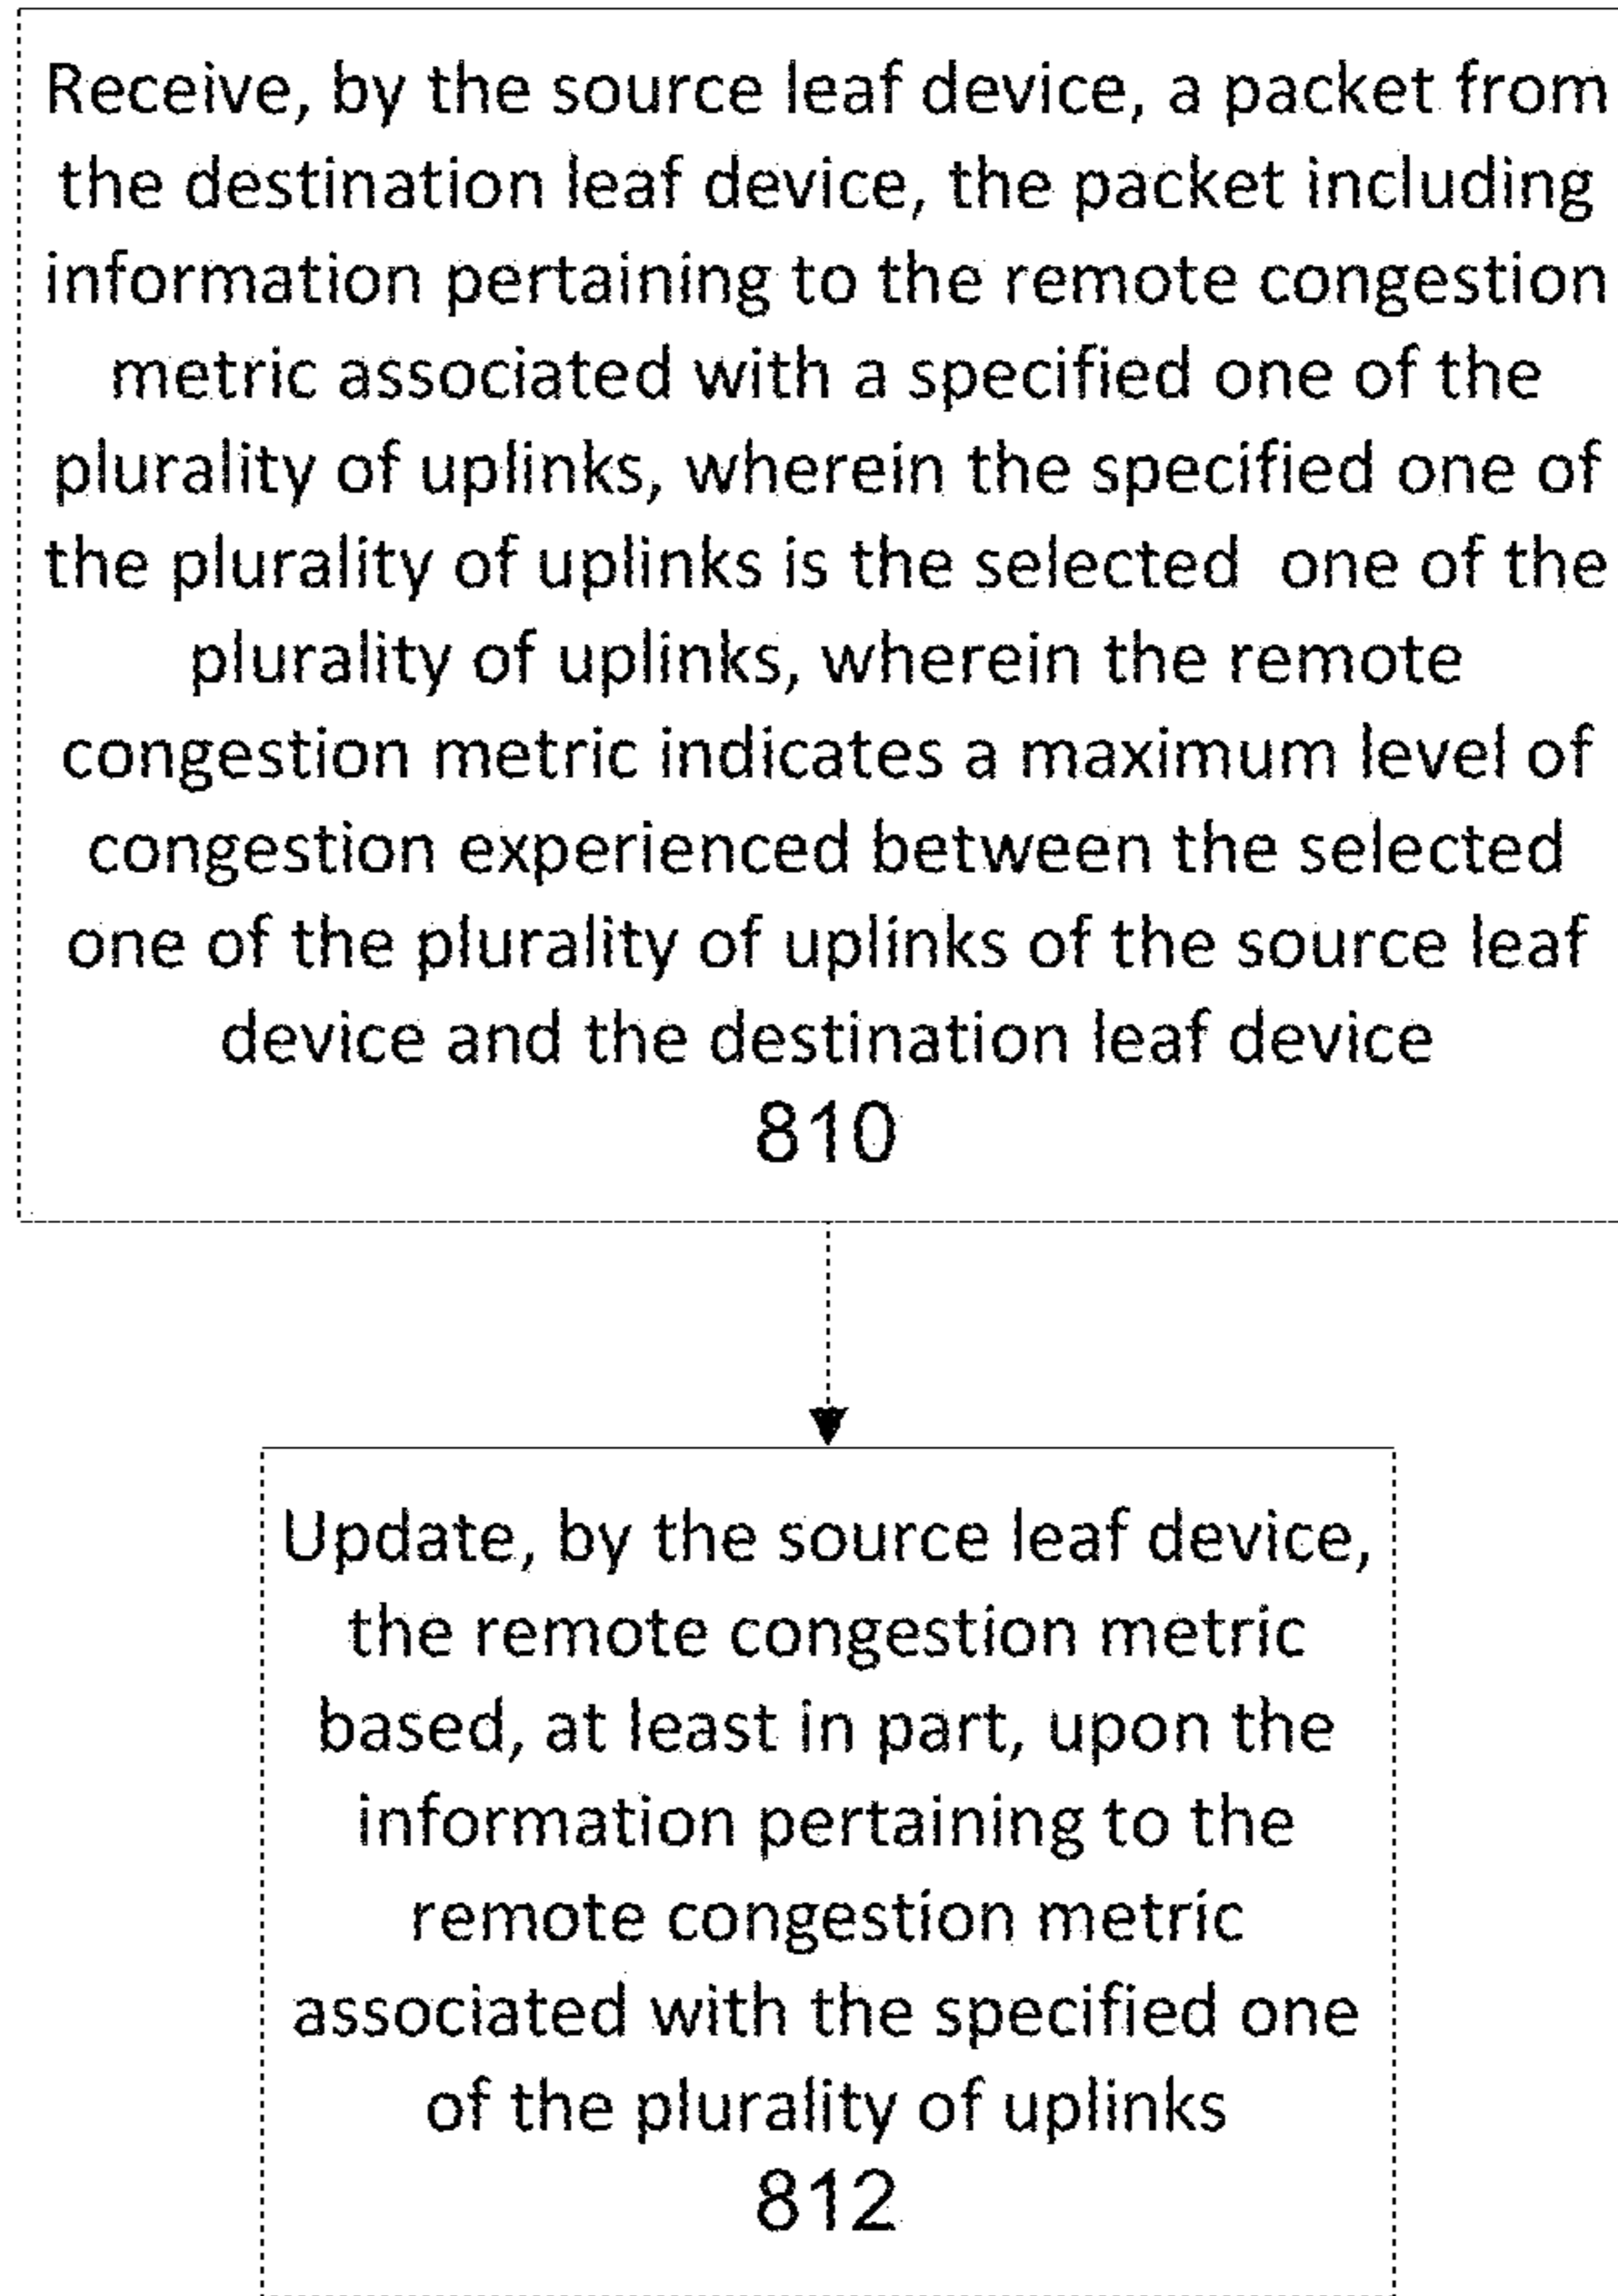 Receive, by the source leaf device, a packet from
the destination leaf device, the packet including
information pertaining to the remote congestion
metric associated with a specified one of the
plurality of uplinks, wherein the specified one of
the plurality of uplinks is the selected one of the
plurality of uplinks, wherein the remote
congestion metric indicates a maximum level of
congestion experienced between the selected
one of the plurality of uplinks of the source leaf
device and the destination leaf device
810
Update, by the source leaf device,
the remote congestion metric
based, at least in part, upon the
information pertaining to the
remote congestion metric
associated with the specified one
of the plurality of uplinks
812